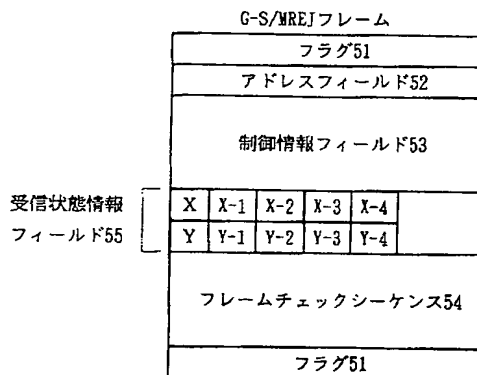 G-S/MREJフレーム
フラグ51
アドレスフィールド52
制御情報フィールド53
受信状態情報
フィールド55
X X-1 X-2 X-3 X-4
Y Y-1 Y-2 Y-3 Y-4
フレームチェックシーケンス54
フラグ51